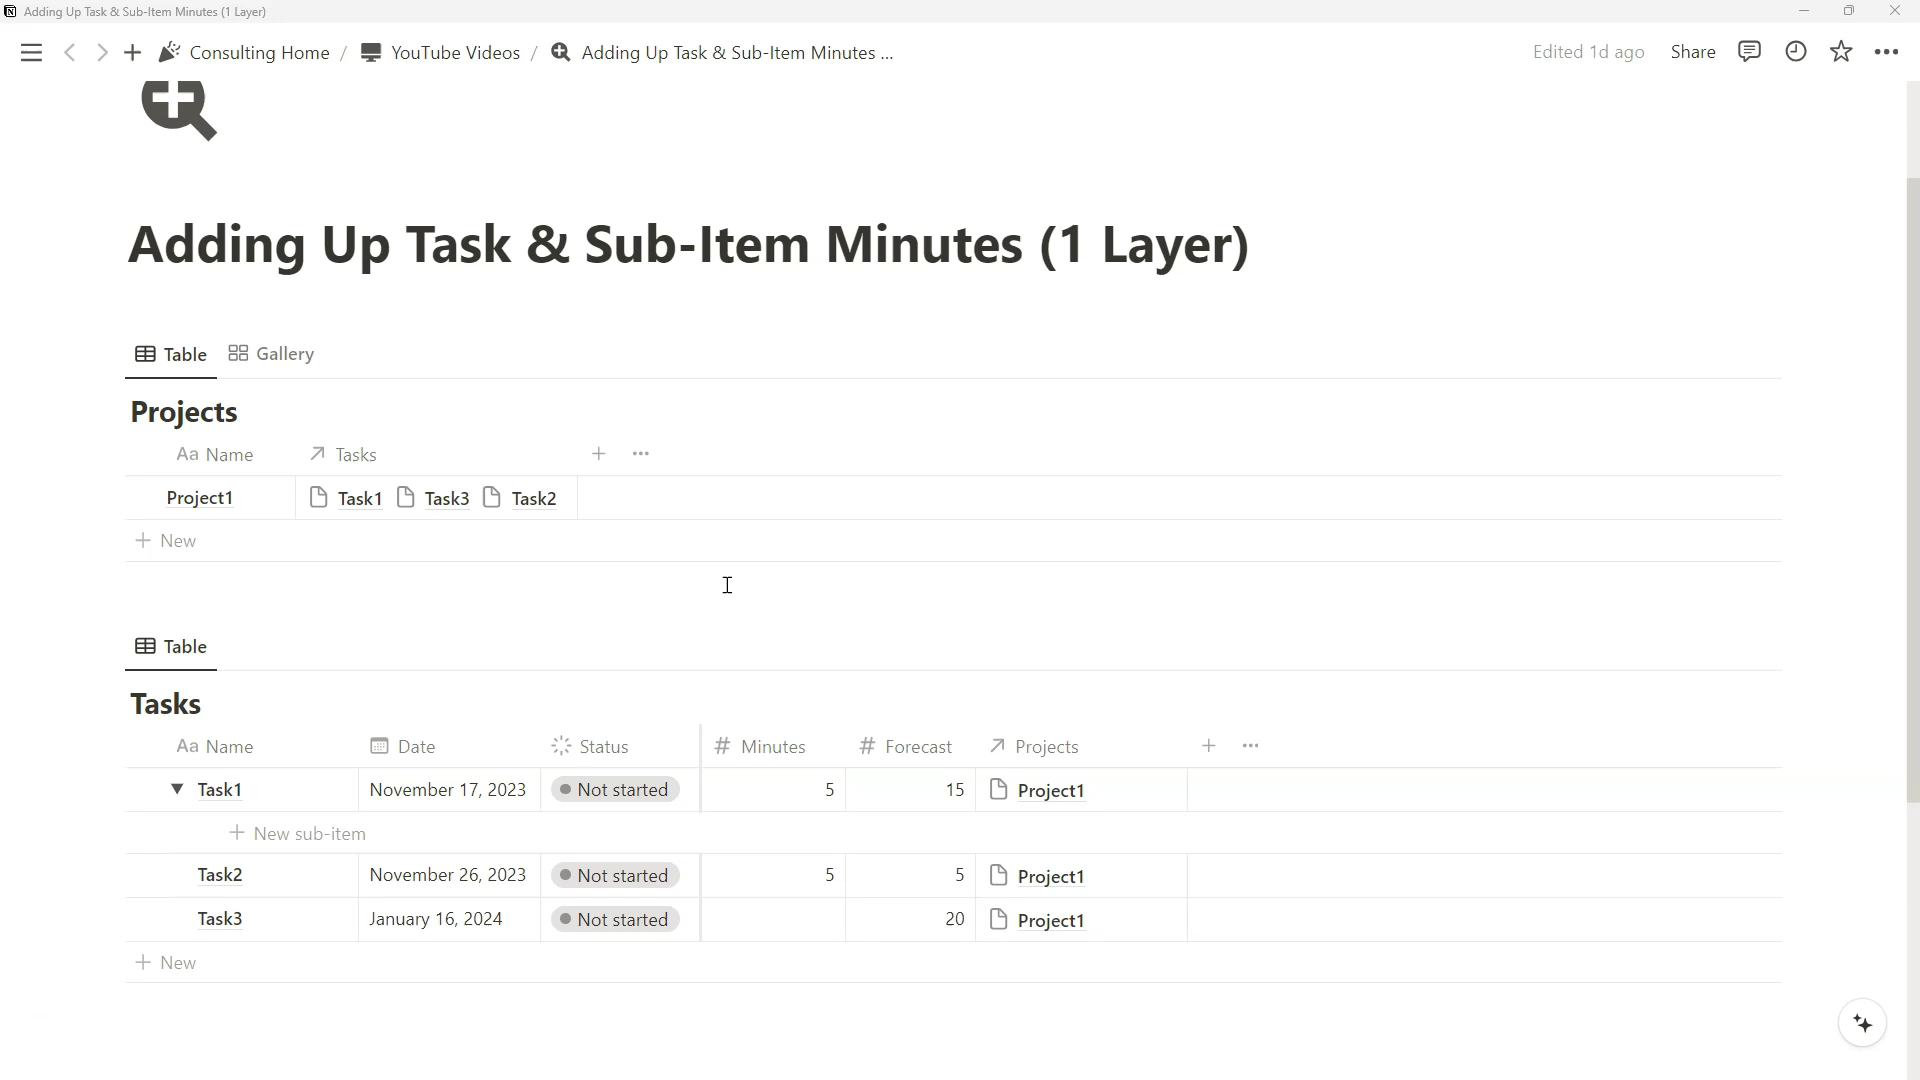 Adding Up Task & Sub-Item Minutes (1 Layer)
Consulting Home / YouTube Videos / Adding Up Task & Sub-Item Minutes ...
Edited 1d ago Share
Adding Up Task & Sub-Item Minutes (1 Layer)
Table Gallery
Projects
Aa Name Tasks
Project1 Task1 Task3 Task2
+ New
Table
Tasks
Aa Name Date Status # Minutes # Forecast Projects
Task1 November 17, 2023 Not started 5 15 Project1
+ New sub-item
Task2 November 26, 2023 Not started 5 5 Project1
Task3 January 16, 2024 Not started 20 Project1
+ New